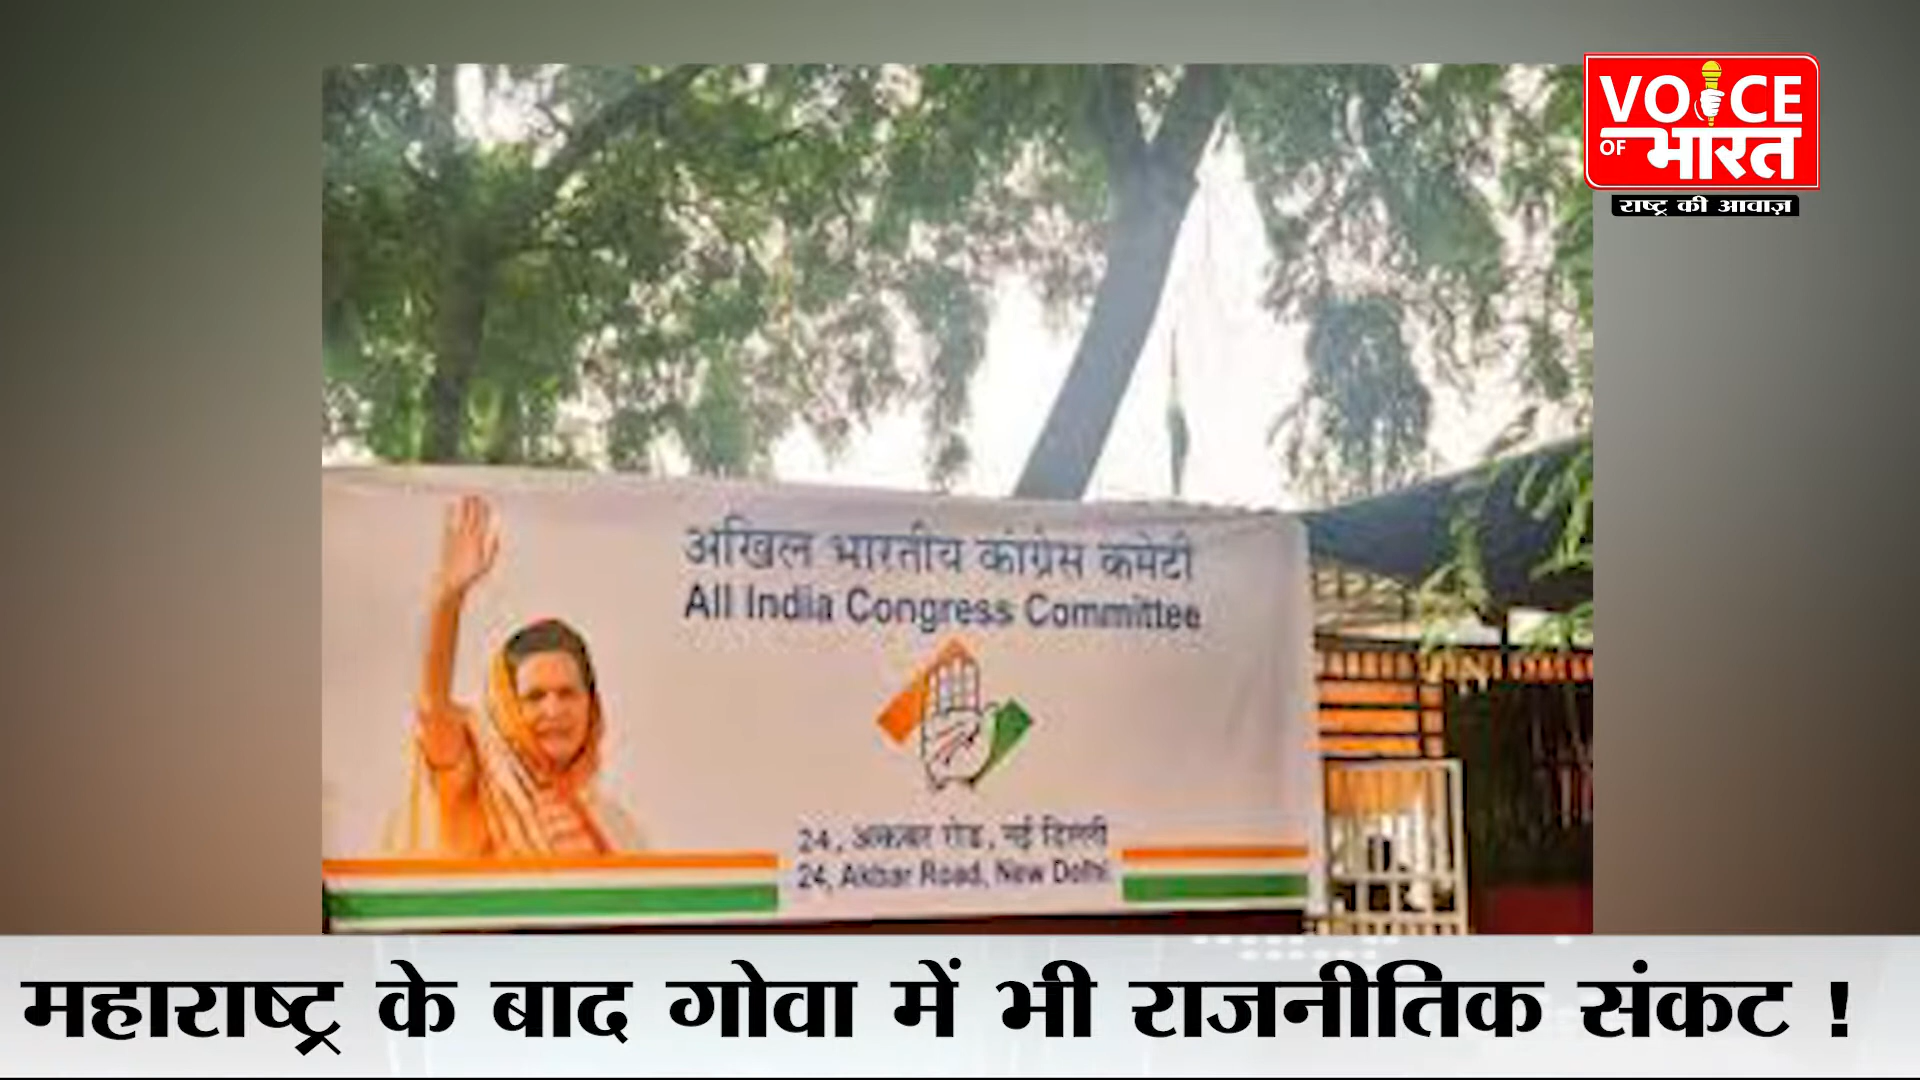 VOICE
OF भारत
राष्ट्र की आवाज़
अखिल भारतीय कांग्रेस कमेटी
All India Congress Committee
24, अकबर रोड, नई दिल्ली
24, Akbar Road, New Delhi
महाराष्ट्र के बाद गोवा में भी राजनीतिक संकट !